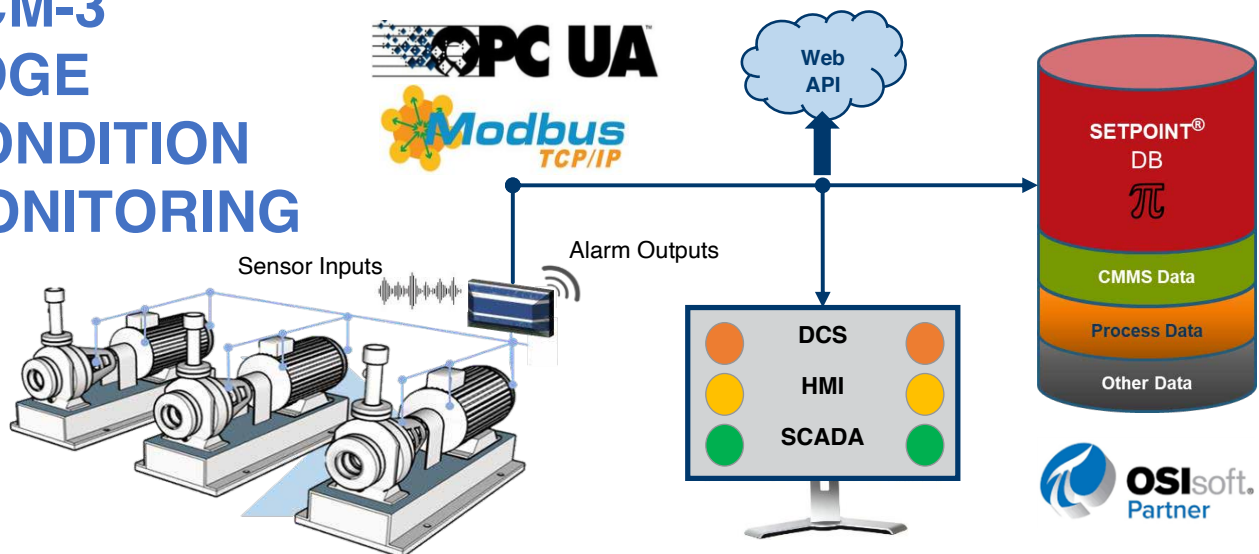 CM-3
DGE
ONDITION
ONITORING
OPC UA™
Modbus
TCP/IP
Web
API
SETPOINT®
DB
π
CMMS Data
Process Data
Other Data
Sensor Inputs
Alarm Outputs
DCS
HMI
SCADA
OSIsoft.
Partner